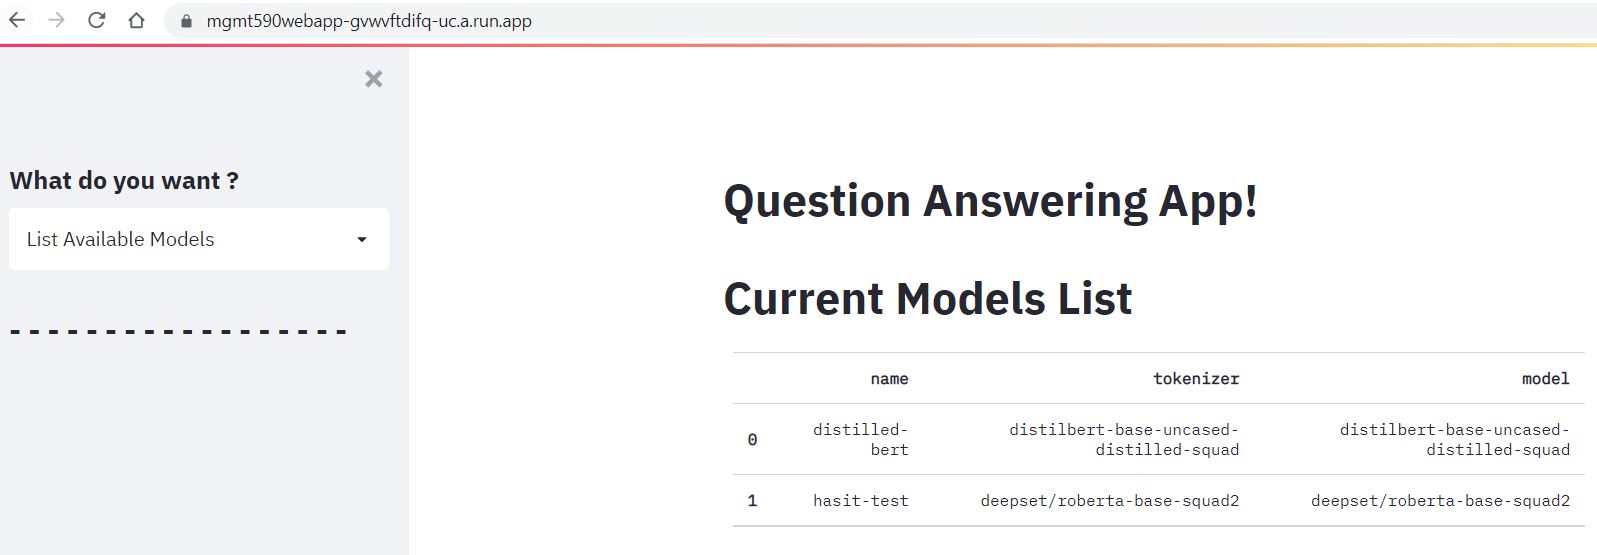 mgmt590webapp-gvwvftdifq-uc.a.run.app
What do you want ?
List Available Models
- - - - - - - - - - - - - - - - - -
Question Answering App!
Current Models List
name tokenizer model
0 distilled- distilbert-base-uncased- distilbert-base-uncased-
bert distilled-squad distilled-squad
1 hasit-test deepset/roberta-base-squad2 deepset/roberta-base-squad2